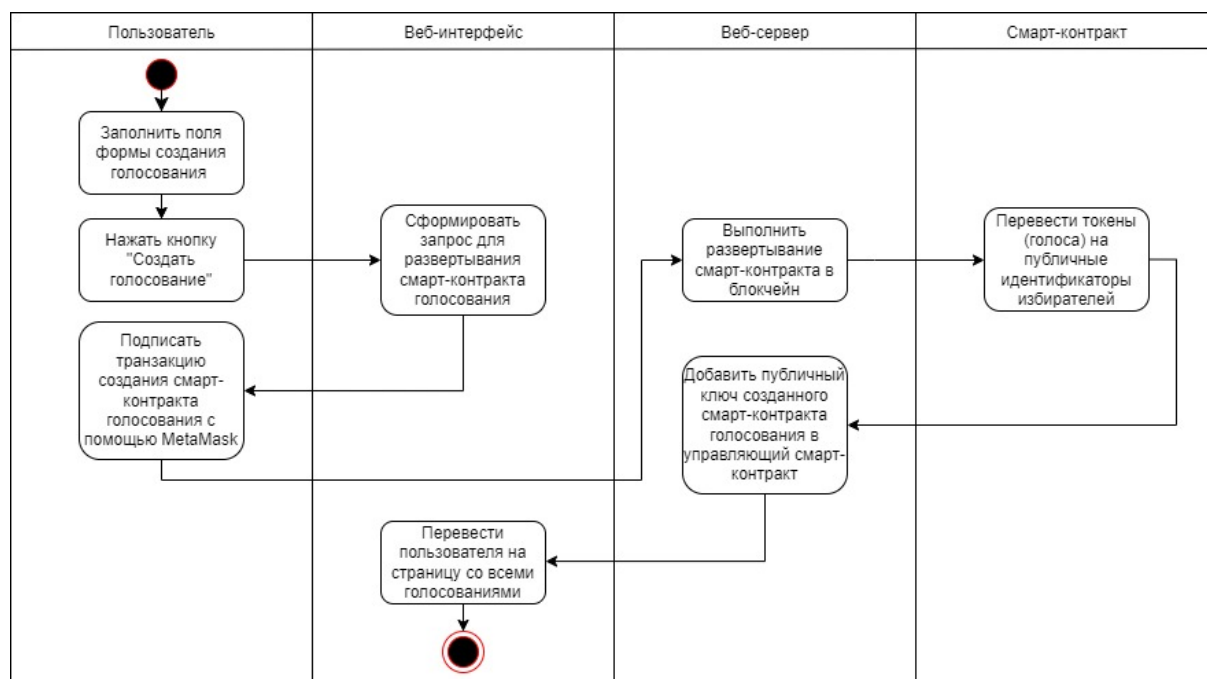 Пользователь
Веб-интерфейс
Веб-сервер
Смарт-контракт
Заполнить поля
формы создания
голосования
Нажать кнопку
"Создать
голосование"
Сформировать
запрос для
развертывания
смарт-контракта
голосования
Подписать
транзакцию
создания смарт-
контракта
голосования с
помощью MetaMask
Выполнить
развертывание
смарт-контракта в
блокчейн
Перевести токены
(голоса) на
публичные
идентификаторы
избирателей
Добавить публичный
ключ созданного
смарт-контракта
голосования в
управляющий смарт-
контракт
Перевести
пользователя на
страницу со всеми
голосованиями